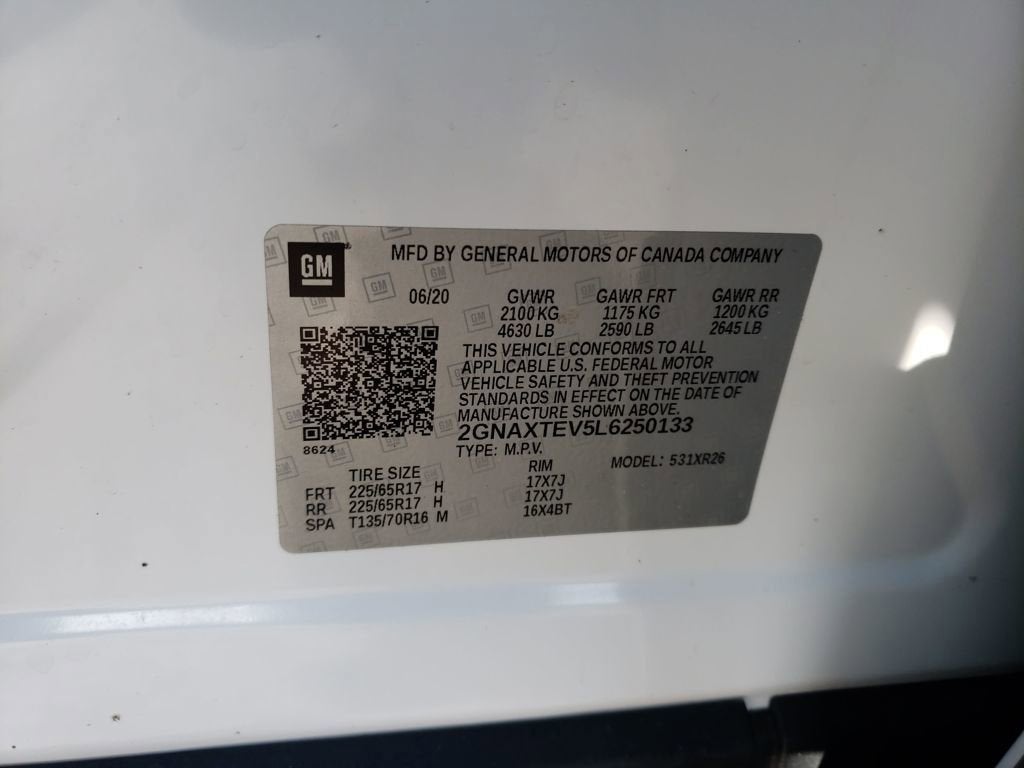 GM
MFD BY GENERAL MOTORS OF CANADA COMPANY
06/20 GVWR GAWR FRT GAWR RR
2100 KG 1175 KG 1200 KG
4630 LB 2590 LB 2645 LB
THIS VEHICLE CONFORMS TO ALL
APPLICABLE U.S. FEDERAL MOTOR
VEHICLE SAFETY AND THEFT PREVENTION
STANDARDS IN EFFECT ON THE DATE OF
MANUFACTURE SHOWN ABOVE.
2GNAXTEV5L6250133
8624
TYPE: M.P.V.
TIRE SIZE RIM MODEL: 531XR26
FRT 225/65R17 H 17X7J
RR 225/65R17 H 17X7J
SPA T135/70R16 M 16X4BT